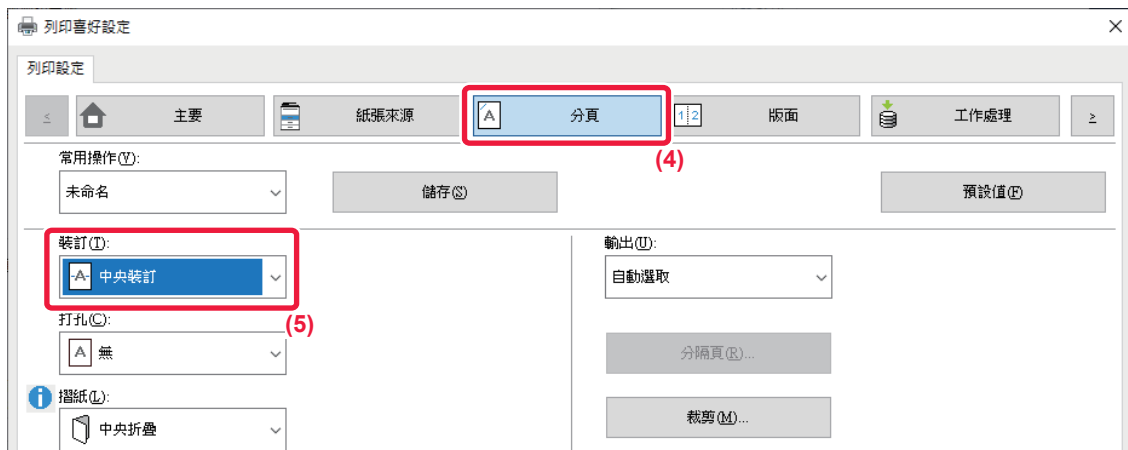 列印喜好設定
列印設定
≤ 主要 紙張來源 A 分頁 1 2 版面 工作處理 ≥
(4)
常用操作(V):
未命名 儲存(S) 預設值(F)
裝訂(T): 輸出(U):
-A- 中央裝訂 自動選取
(5)
打孔(C):
A 無 分隔頁(R)...
摺紙(L):
中央折疊 裁剪(M)...